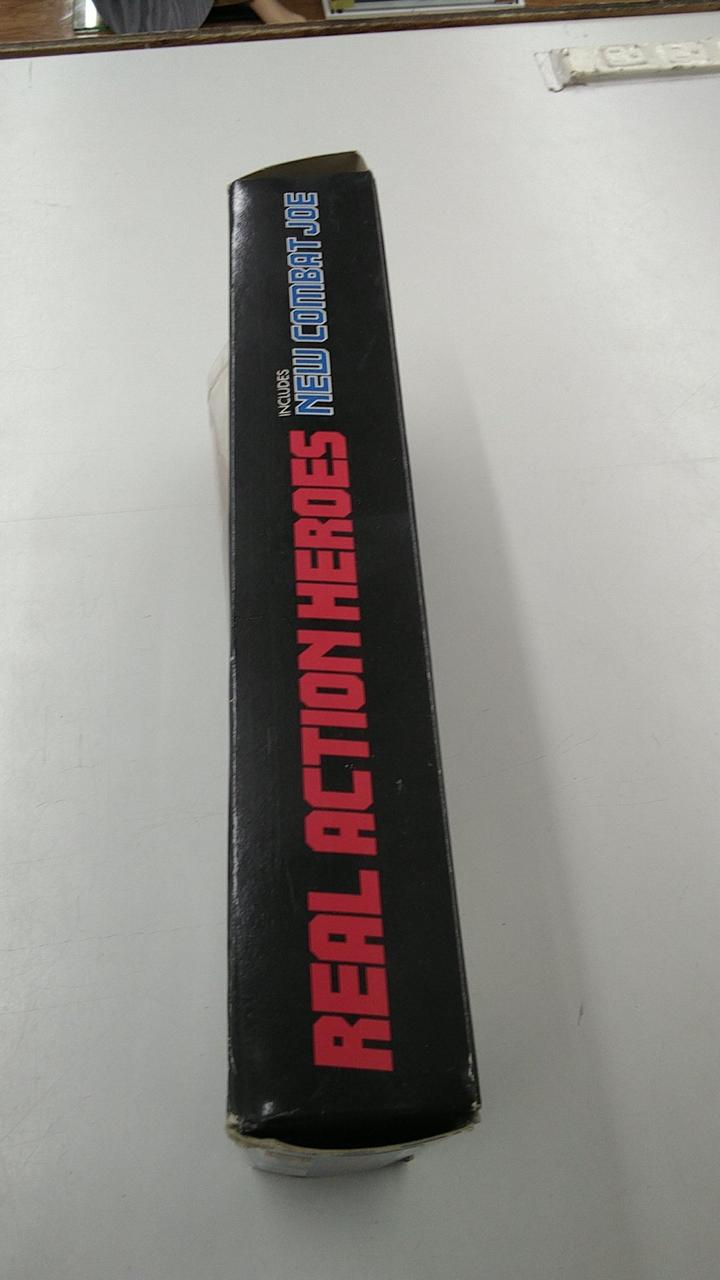 REAL ACTION HEROES
INCLUDES
NEW COMBAT JOE